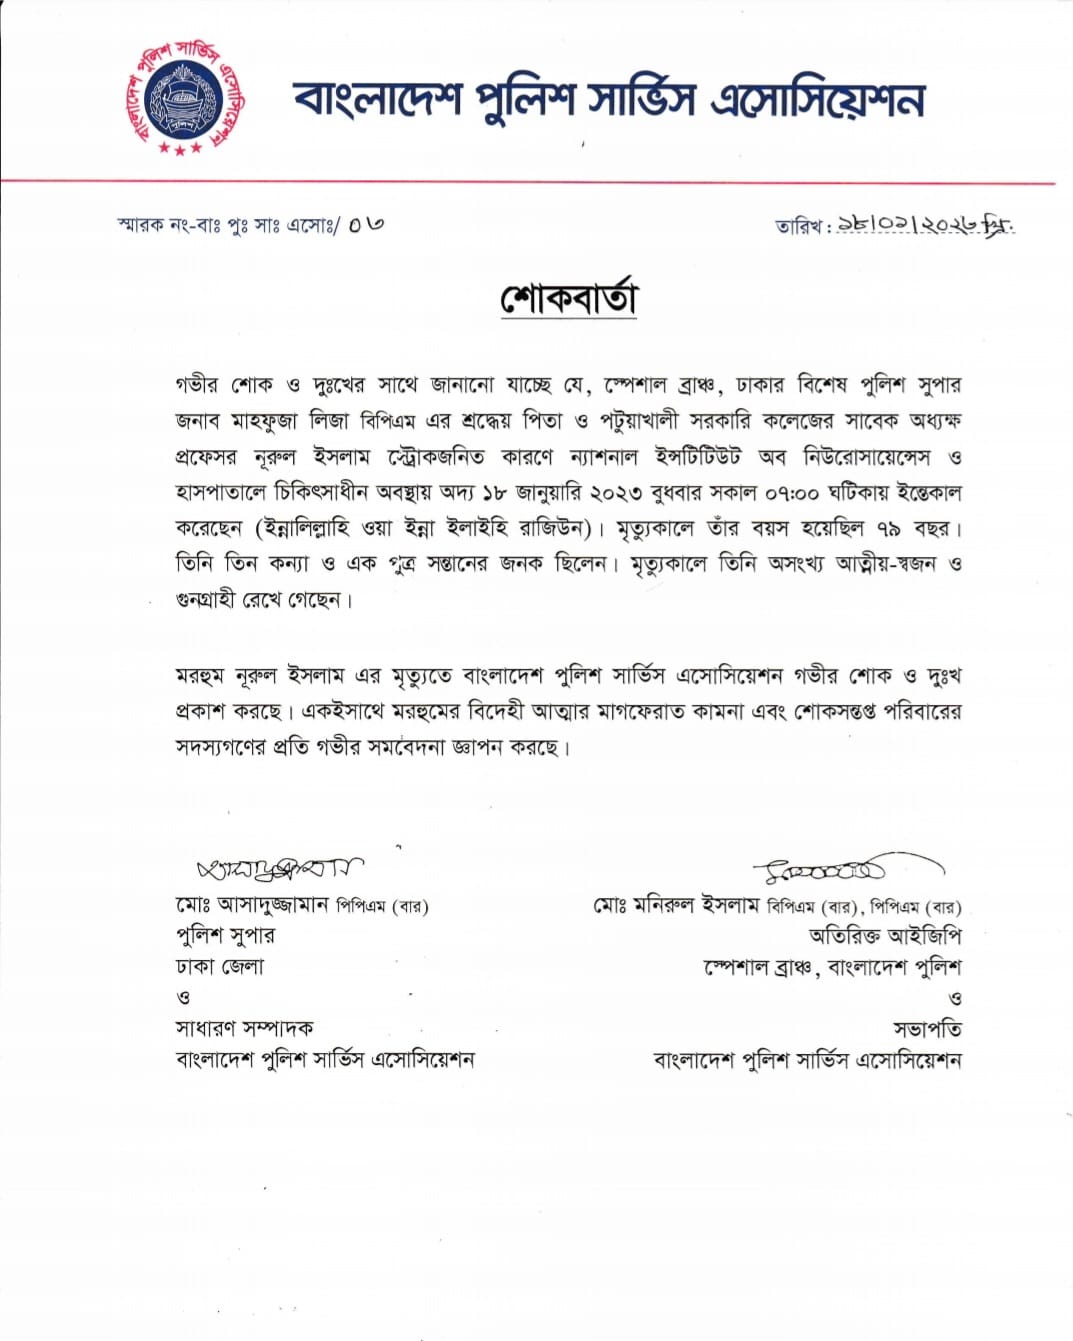 বাংলাদেশ পুলিশ সার্ভিস এসোসিয়েশন
পুলিশ
বাংলাদেশ পুলিশ সার্ভিস এসোসিয়েশন
স্মারক নং-বাঃ পুঃ সাঃ এসোঃ/ ০৩
তারিখ : ১৮/০১/২০২৩ খ্রি.
শোকবার্তা
গভীর শোক ও দুঃখের সাথে জানানো যাচ্ছে যে, স্পেশাল ব্রাঞ্চ, ঢাকার বিশেষ পুলিশ সুপার
জনাব মাহফুজা লিজা বিপিএম এর শ্রদ্ধেয় পিতা ও পটুয়াখালী সরকারি কলেজের সাবেক অধ্যক্ষ
প্রফেসর নূরুল ইসলাম স্ট্রোকজনিত কারণে ন্যাশনাল ইন্সটিটিউট অব নিউরোসায়েন্সেস ও
হাসপাতালে চিকিৎসাধীন অবস্থায় অদ্য ১৮ জানুয়ারি ২০২৩ বুধবার সকাল ০৭:০০ ঘটিকায় ইন্তেকাল
করেছেন (ইন্নালিল্লাহি ওয়া ইন্না ইলাইহি রাজিউন)। মৃত্যুকালে তাঁর বয়স হয়েছিল ৭৯ বছর।
তিনি তিন কন্যা ও এক পুত্র সন্তানের জনক ছিলেন। মৃত্যুকালে তিনি অসংখ্য আত্নীয়-স্বজন ও
গুনগ্রাহী রেখে গেছেন।
মরহুম নূরুল ইসলাম এর মৃত্যুতে বাংলাদেশ পুলিশ সার্ভিস এসোসিয়েশন গভীর শোক ও দুঃখ
প্রকাশ করছে। একইসাথে মরহুমের বিদেহী আত্মার মাগফেরাত কামনা এবং শোকসন্তপ্ত পরিবারের
সদস্যগণের প্রতি গভীর সমবেদনা জ্ঞাপন করছে।
মোঃ আসাদুজ্জামান পিপিএম (বার)
পুলিশ সুপার
ঢাকা জেলা
ও
সাধারণ সম্পাদক
বাংলাদেশ পুলিশ সার্ভিস এসোসিয়েশন
মোঃ মনিরুল ইসলাম বিপিএম (বার), পিপিএম (বার)
অতিরিক্ত আইজিপি
স্পেশাল ব্রাঞ্চ, বাংলাদেশ পুলিশ
ও
সভাপতি
বাংলাদেশ পুলিশ সার্ভিস এসোসিয়েশন